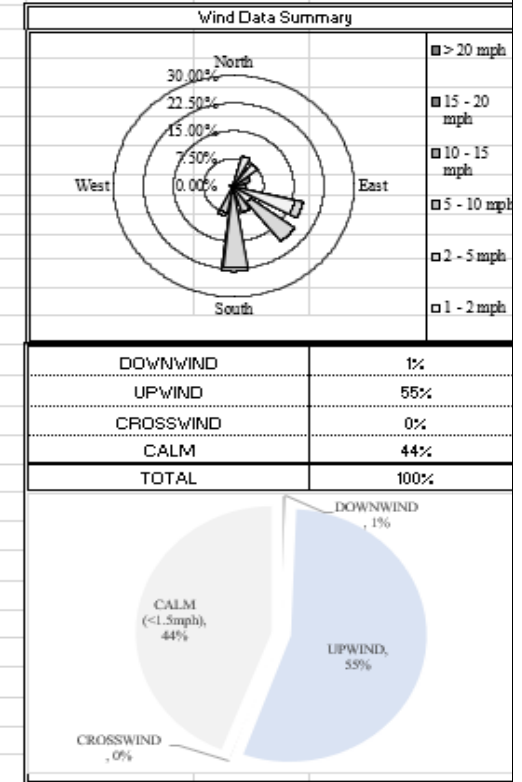 Wind Data Summary
North
30.00%
22.50%
15.00%
7.50%
0.00%
West
East
South
> 20 mph
15 - 20
mph
10 - 15
mph
5 - 10 mph
2 - 5 mph
1 - 2 mph
DOWNWIND 1%
UPWIND 55%
CROSSWIND 0%
CALM 44%
TOTAL 100%
DOWNWIND
, 1%
CALM
(<1.5mph),
44%
UPWIND,
55%
CROSSWIND
, 0%